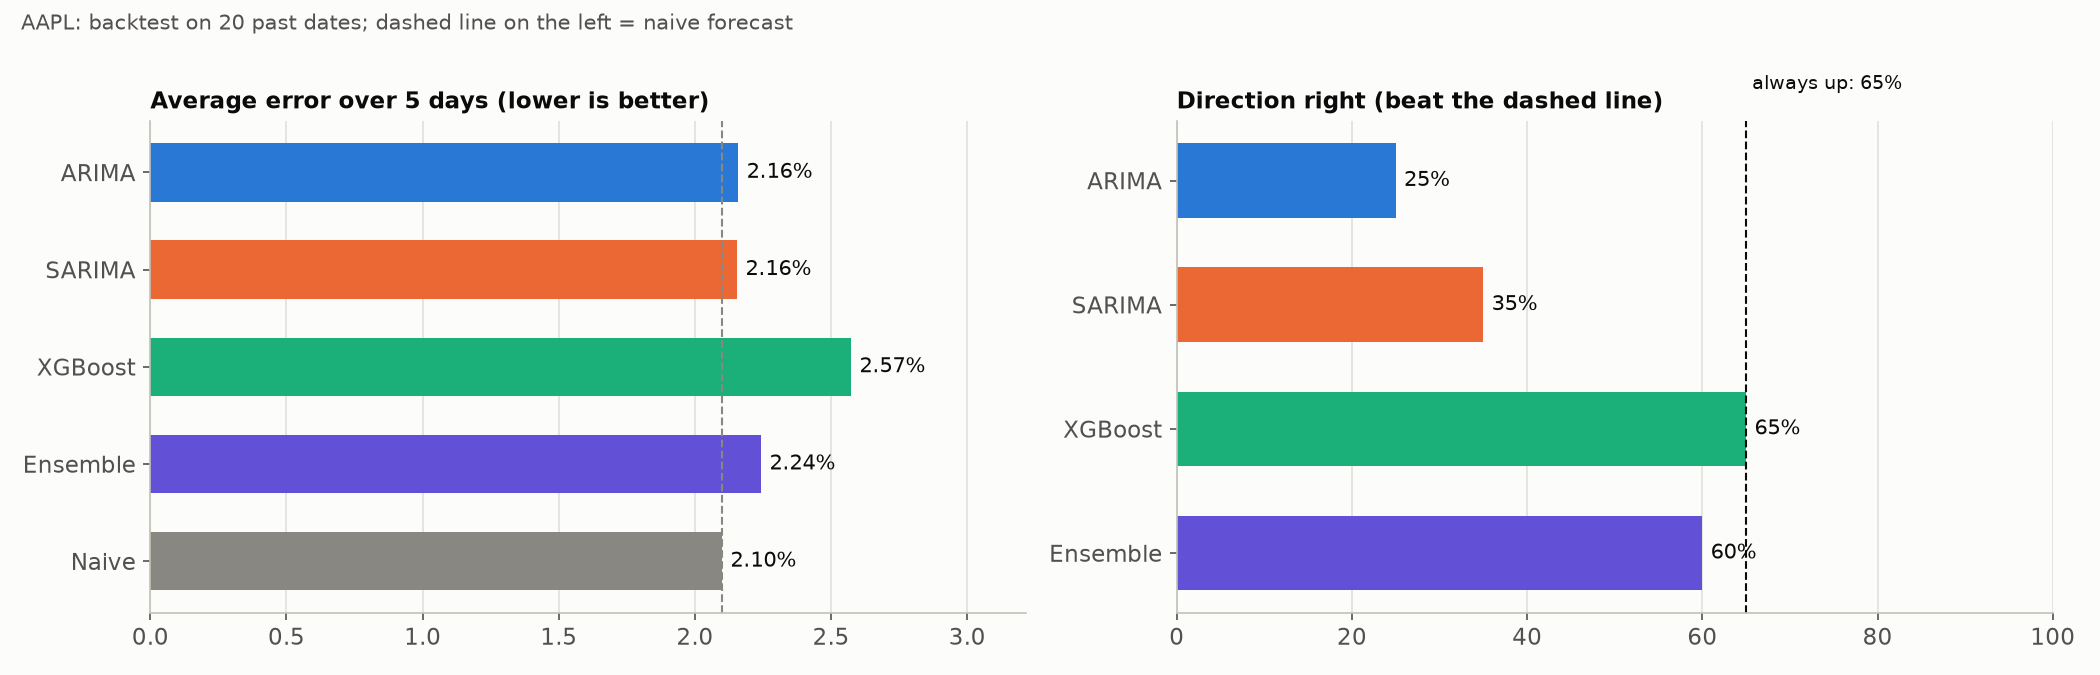 AAPL: backtest on 20 past dates; dashed line on the left = naive forecast
Average error over 5 days (lower is better)
ARIMA
2.16%
SARIMA
2.16%
XGBoost
2.57%
Ensemble
2.24%
Naive
2.10%
0.0 0.5 1.0 1.5 2.0 2.5 3.0
always up: 65%
Direction right (beat the dashed line)
ARIMA
25%
SARIMA
35%
XGBoost
65%
Ensemble
60%
0 20 40 60 80 100